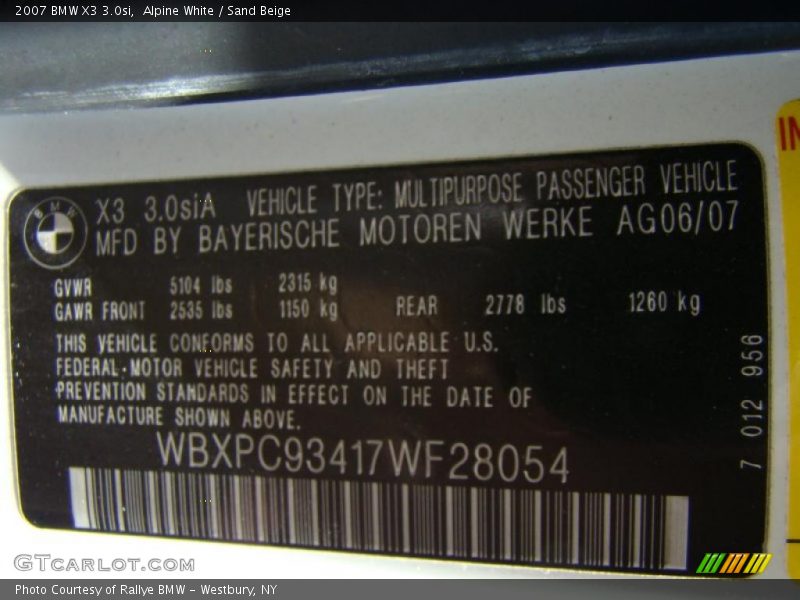 2007 BMW X3 3.0si, Alpine White / Sand Beige
IN
BMW
X3 3.0siA VEHICLE TYPE: MULTIPURPOSE PASSENGER VEHICLE
MFD BY BAYERISCHE MOTOREN WERKE AG06/07
GVWR 5104 lbs 2315 kg
GAWR FRONT 2535 lbs 1150 kg REAR 2778 lbs 1260 kg
THIS VEHICLE CONFORMS TO ALL APPLICABLE U.S.
FEDERAL-MOTOR VEHICLE SAFETY AND THEFT
PREVENTION STANDARDS IN EFFECT ON THE DATE OF
MANUFACTURE SHOWN ABOVE.
WBXPC93417WF28054
7 012 956
GTCARLOT.COM
Photo Courtesy of Rallye BMW - Westbury, NY